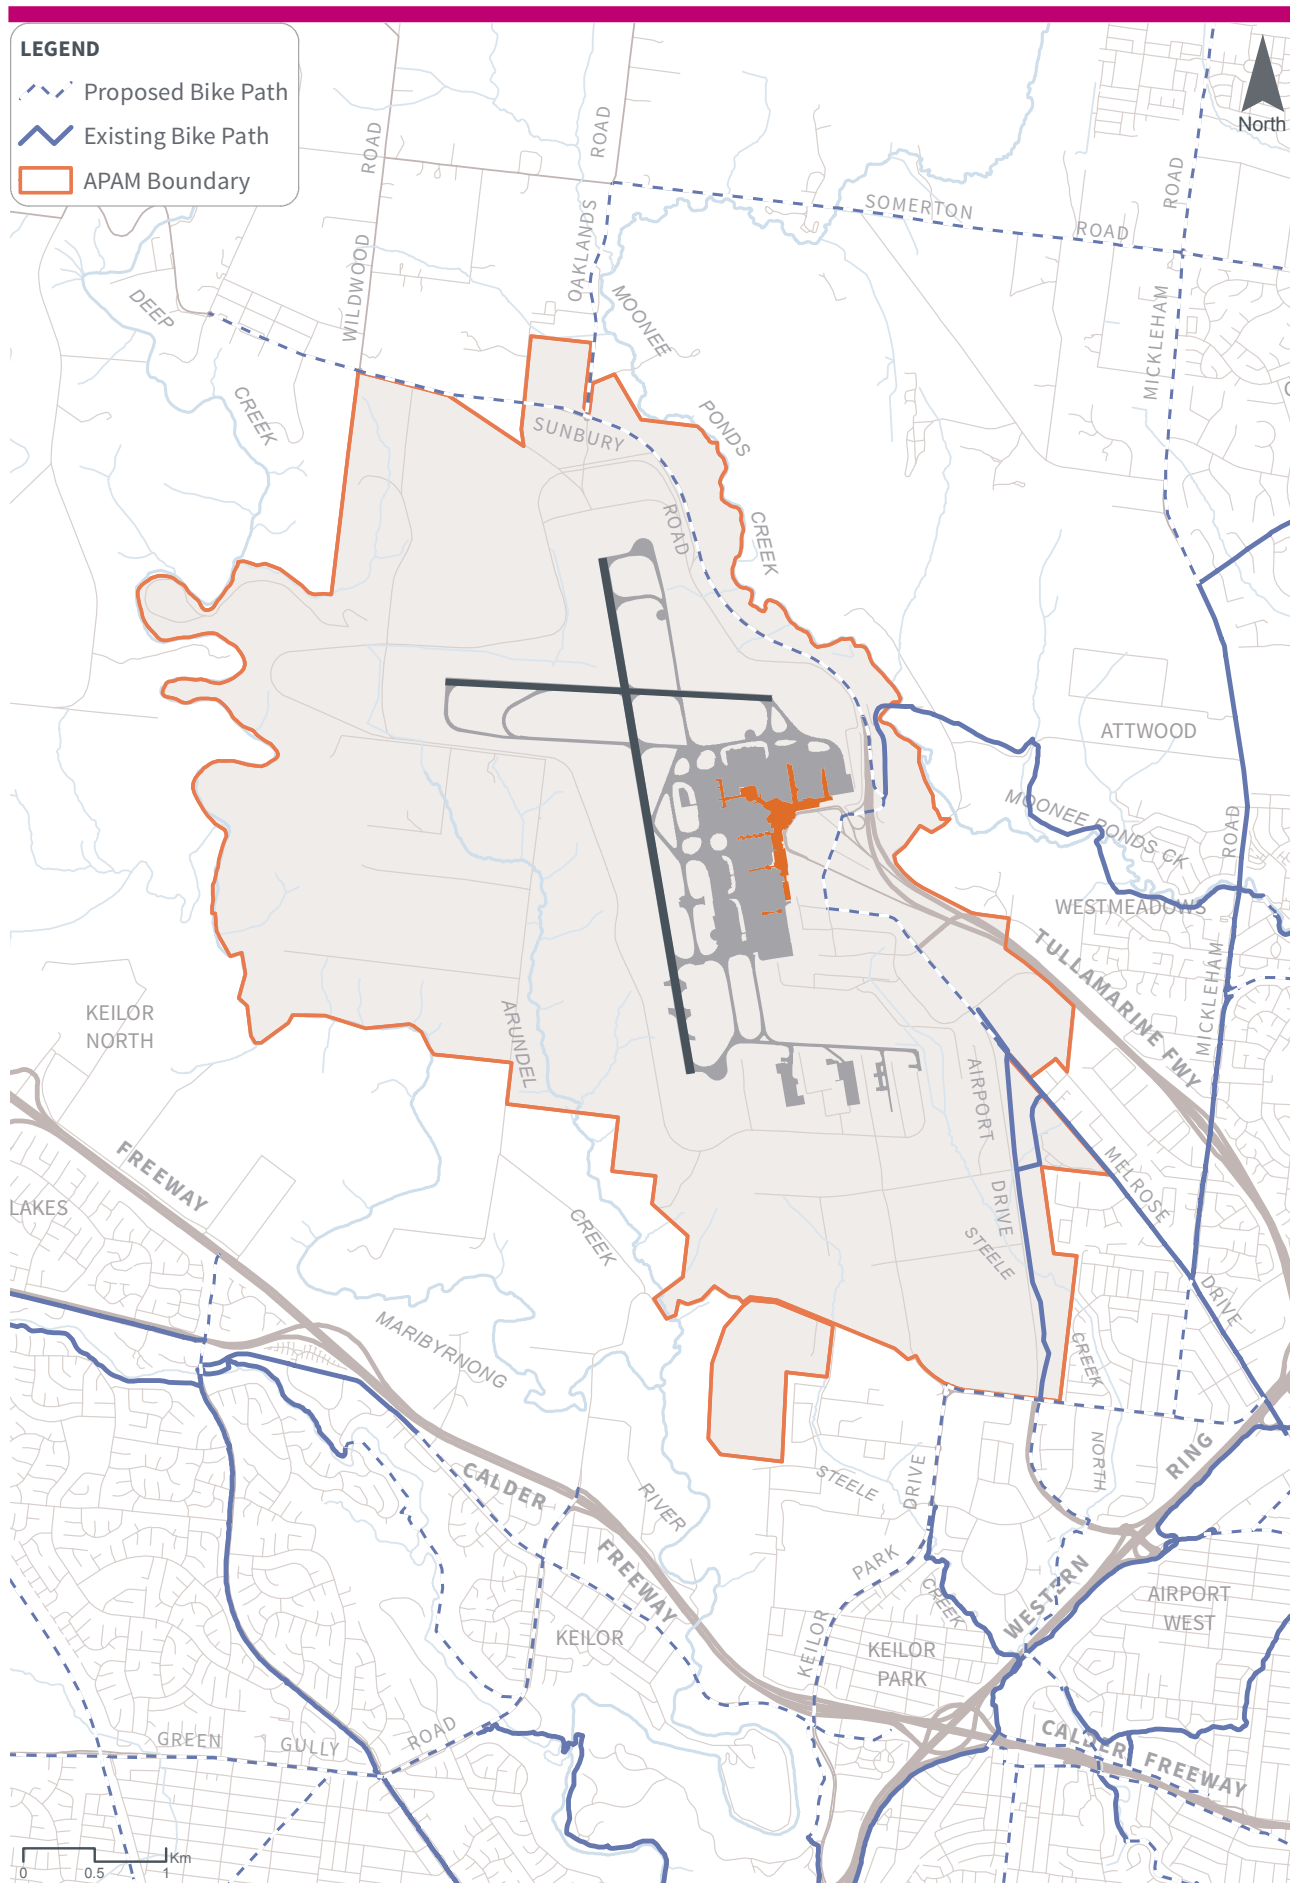 LEGEND
Proposed Bike Path
Existing Bike Path
APAM Boundary
North
ROAD
ROAD
ROAD
SOMERTON
ROAD
OAKLANDS
WILDWOOD
DEEP
MOONEE
MICKLEHAM
CREEK
PONDS
SUNBURY
ROAD
CREEK
ATTWOOD
MOONEE PONDS CK
ROAD
WESTMEADOWS
TULLAMARINE FWY
MICKLEHAM
KEILOR
NORTH
ARUNDEL
AIRPORT
FREEWAY
MELROSE
LAKES
DRIVE
CREEK
STEELE
DRIVE
MARIBYRNONG
CREEK
CALDER
STEELE
DRIVE
NORTH
RING
RIVER
FREEWAY
PARK
CREEK
WESTERN
AIRPORT
WEST
KEILOR
KEILOR
KEILOR
PARK
GREEN
GULLY
ROAD
CALDER FREEWAY
Km
0
0.5
1